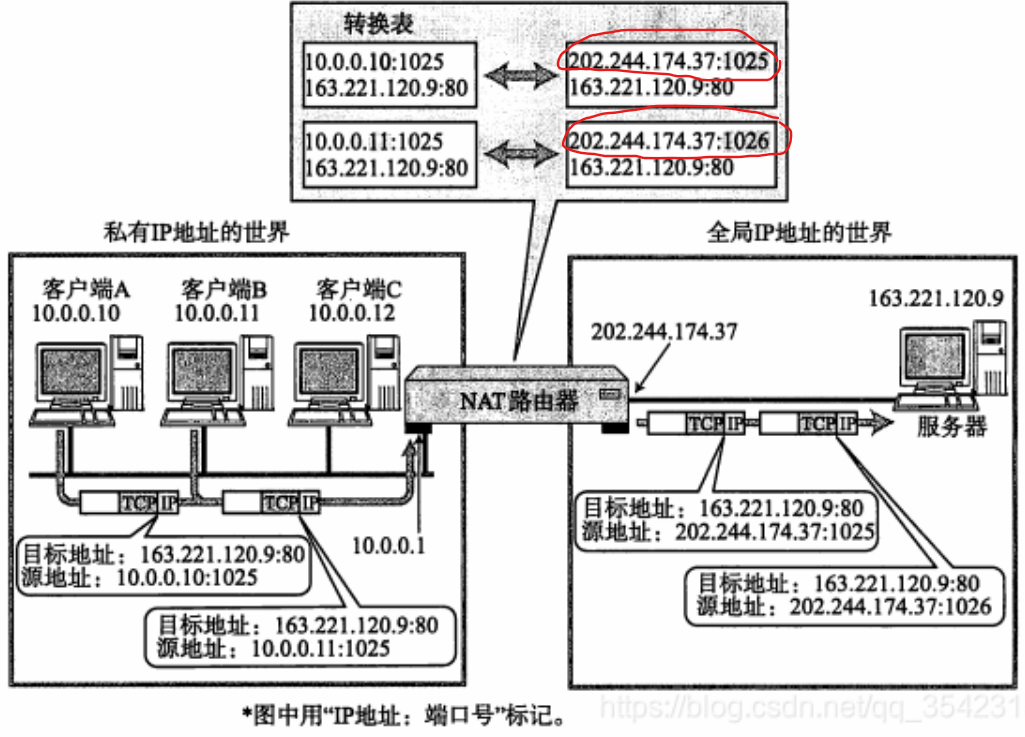 转换表
10.0.0.10:1025
163.221.120.9:80
202.244.174.37:1025
163.221.120.9:80
10.0.0.11:1025
163.221.120.9:80
202.244.174.37:1026
163.221.120.9:80
私有IP地址的世界
客户端A
10.0.0.10
客户端B
10.0.0.11
客户端C
10.0.0.12
NAT路由器
TCP IP
TCP IP
10.0.0.1
目标地址：163.221.120.9:80
源地址：10.0.0.10:1025
目标地址：163.221.120.9:80
源地址：10.0.0.11:1025
全局IP地址的世界
163.221.120.9
202.244.174.37
服务器
TCP IP
TCP IP
目标地址：163.221.120.9:80
源地址：202.244.174.37:1025
目标地址：163.221.120.9:80
源地址：202.244.174.37:1026
*图中用“IP地址：端口号”标记。
https://blog.csdn.net/qq_354231